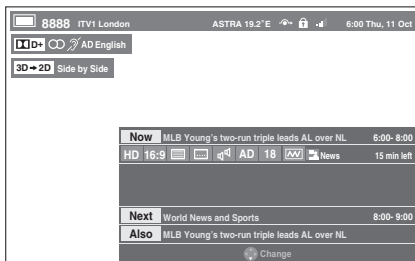 8888 ITV1 London ASTRA 19.2°E 6:00 Thu, 11 Oct
DD D+ AD English
3D→2D Side by Side
Now MLB Young's two-run triple leads AL over NL 6:00- 8:00
HD 16:9 AD 18 News 15 min left
Next World News and Sports 8:00- 9:00
Also MLB Young's two-run triple leads AL over NL
Change